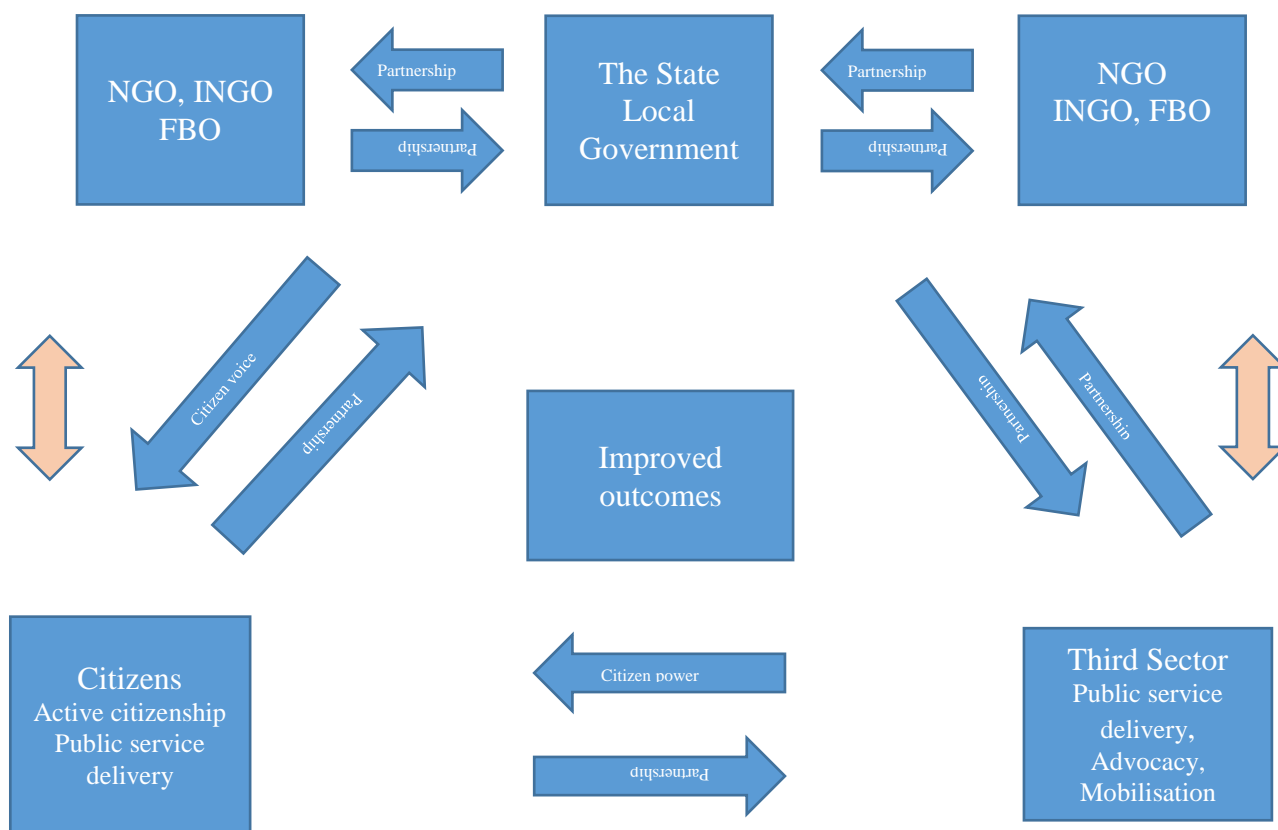 NGO, INGO
FBO
Partnership
Partnership
The State
Local
Government
Partnership
Partnership
NGO
INGO, FBO
Citizen voice
Partnership
Improved
outcomes
Partnership
Partnership
Citizens
Active citizenship
Public service
delivery
Citizen power
Partnership
Third Sector
Public service
delivery,
Advocacy,
Mobilisation